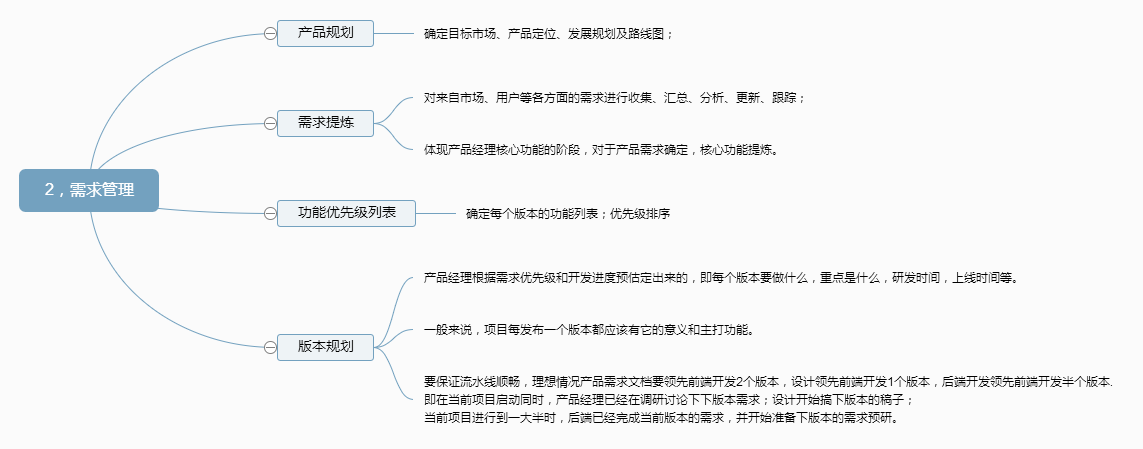 产品规划
确定目标市场、产品定位、发展规划及路线图；
需求提炼
对来自市场、用户等各方面的需求进行收集、汇总、分析、更新、跟踪；
体现产品经理核心功能的阶段，对于产品需求确定，核心功能提炼。
2，需求管理
功能优先级列表
确定每个版本的功能列表；优先级排序
版本规划
产品经理根据需求优先级和开发进度预估定出来的，即每个版本要做什么，重点是什么，研发时间，上线时间等。
一般来说，项目每发布一个版本都应该有它的意义和主打功能。
要保证流水线顺畅，理想情况产品需求文档要领先前端开发2个版本，设计领先前端开发1个版本，后端开发领先前端开发半个版本.
即在当前项目启动同时，产品经理已经在调研讨论下下版本需求；设计开始搞下版本的稿子；
当前项目进行到一大半时，后端已经完成当前版本的需求，并开始准备下版本的需求预研。